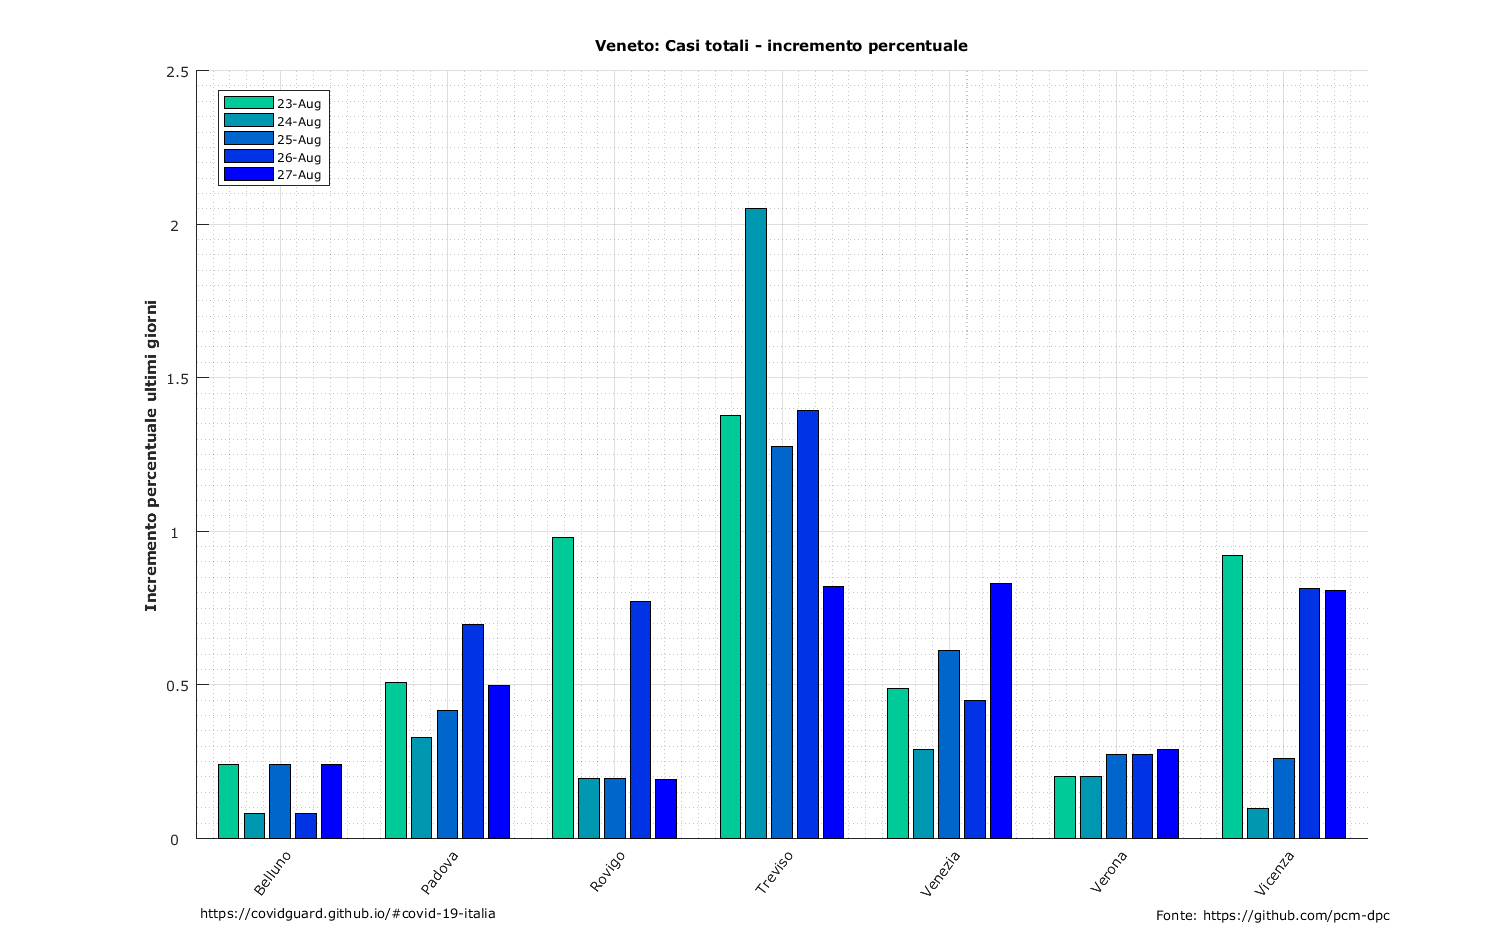 Veneto: Casi totali - incremento percentuale
2.5
2
1.5
1
0.5
0
Incremento percentuale ultimi giorni
23-Aug
24-Aug
25-Aug
26-Aug
27-Aug
Belluno
Padova
Rovigo
Treviso
Venezia
Verona
Vicenza
https://covidguard.github.io/#covid-19-italia
Fonte: https://github.com/pcm-dpc